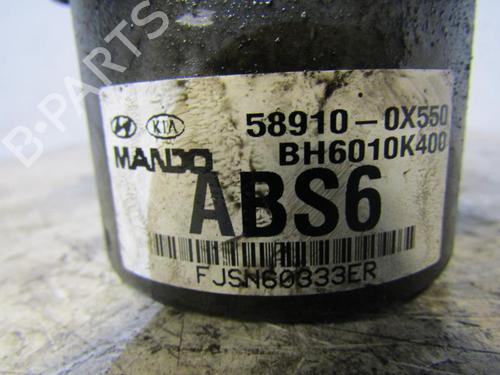 B-PARTS
KIA
58910-0X550
MANDO
BH6010K400
ABS6
FJSN60333ER